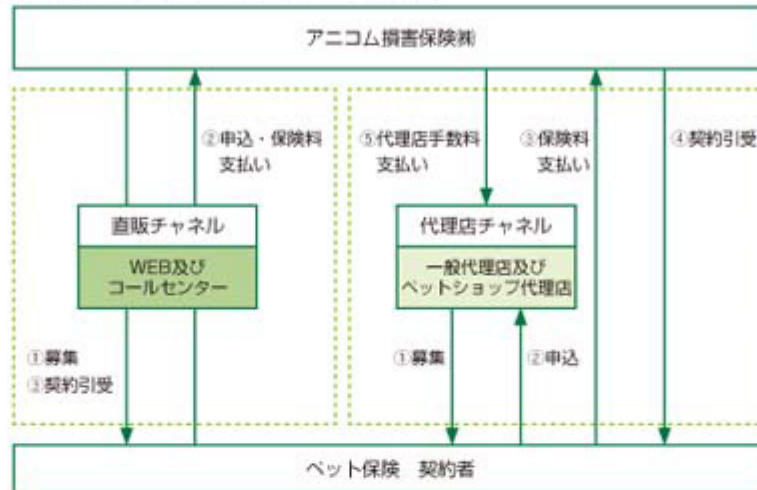 アニコム損害保険㈱
②申込・保険料
支払い
⑤代理店手数料
支払い
③保険料
支払い
④契約引受
直販チャネル
WEB及び
コールセンター
代理店チャネル
一般代理店及び
ペットショップ代理店
①募集
③契約引受
①募集
②申込
ペット保険 契約者